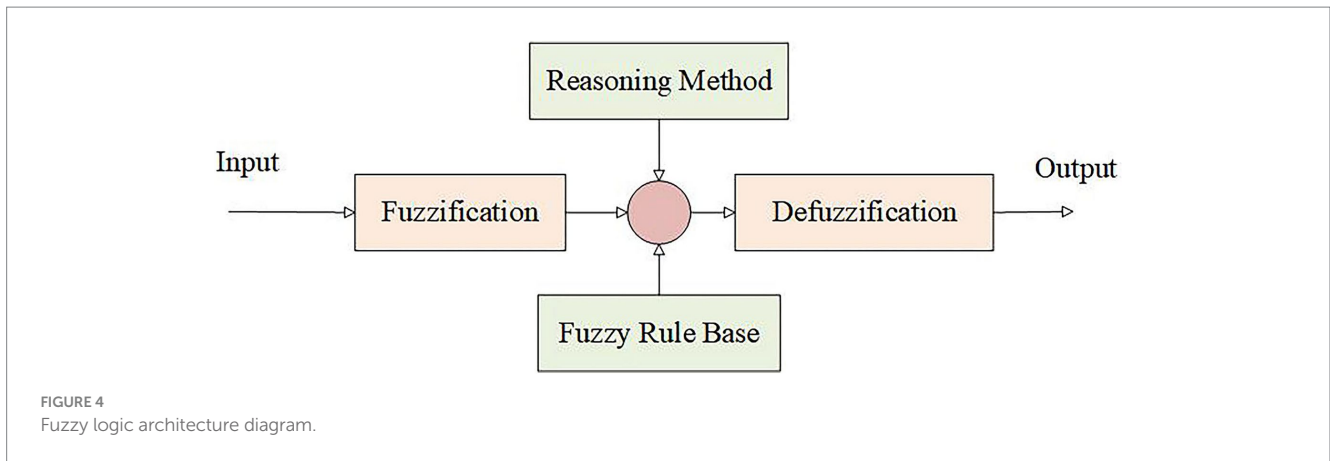 Reasoning Method
Input
Output
Fuzzification
Defuzzification
Fuzzy Rule Base
FIGURE 4
Fuzzy logic architecture diagram.